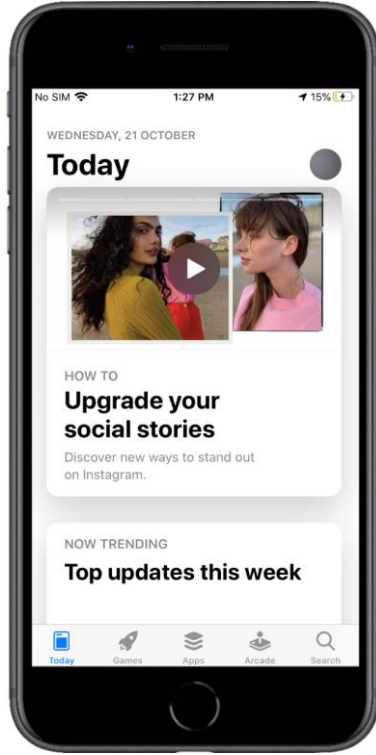 No SIM 1:27 PM 15%
WEDNESDAY, 21 OCTOBER
Today
HOW TO
Upgrade your
social stories
Discover new ways to stand out
on Instagram.
NOW TRENDING
Top updates this week
Today Games Apps Arcade Search